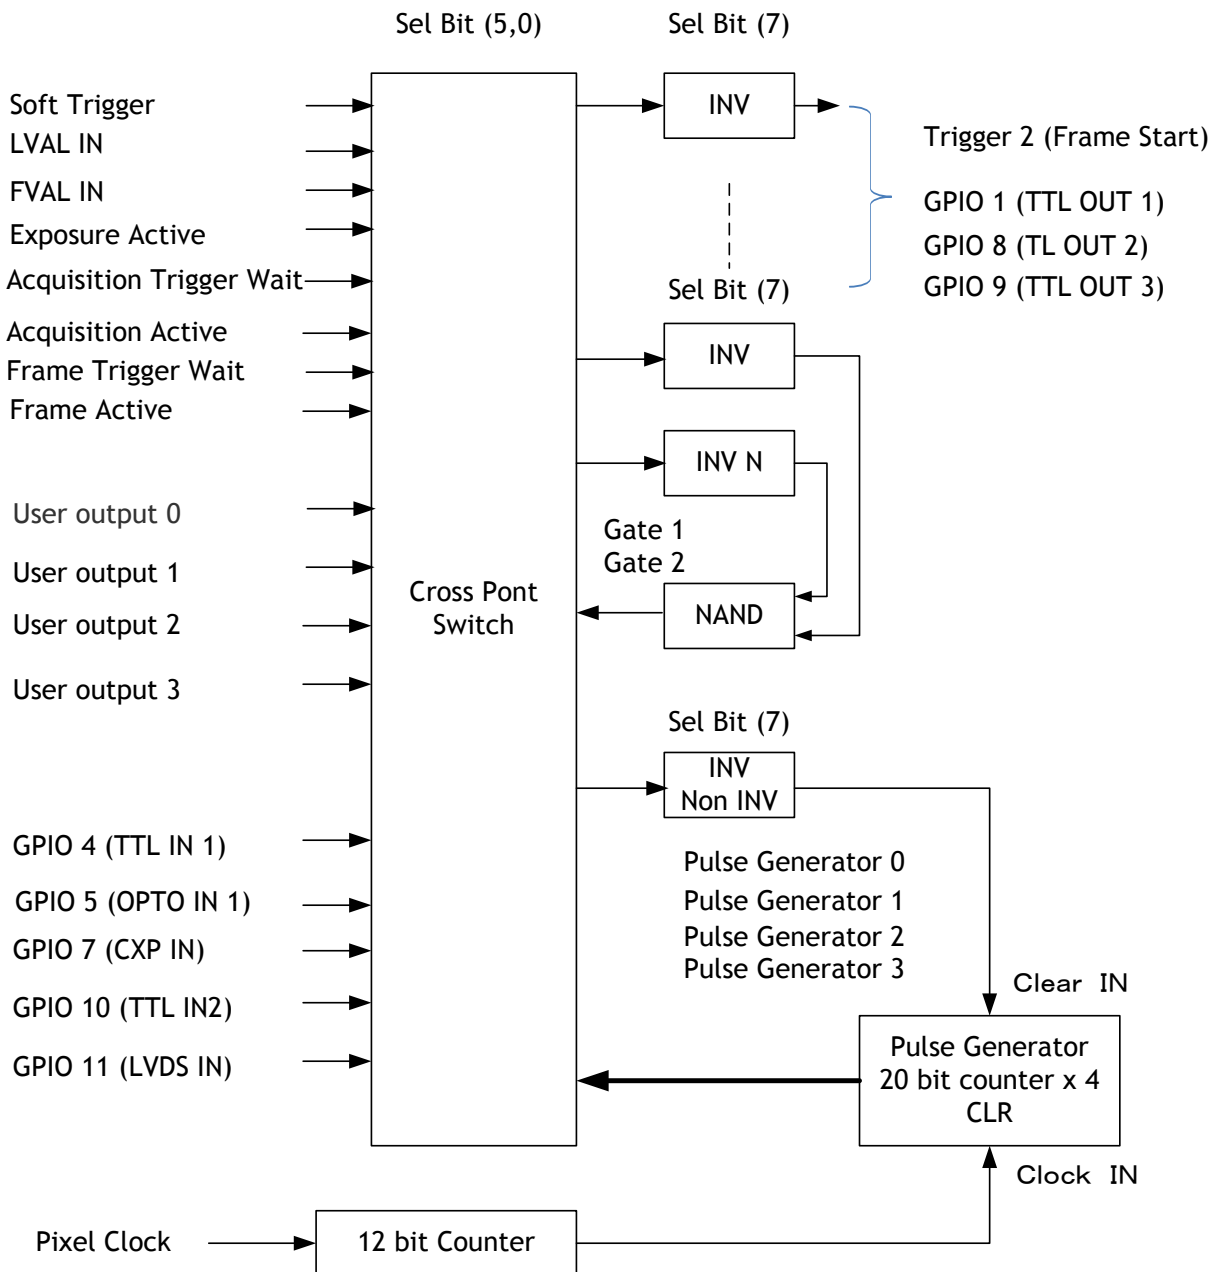 Sel Bit (5,0)
Sel Bit (7)
Soft Trigger
LVAL IN
FVAL IN
Exposure Active
Acquisition Trigger Wait
Acquisition Active
Frame Trigger Wait
Frame Active
User output 0
User output 1
User output 2
User output 3
GPIO 4 (TTL IN 1)
GPIO 5 (OPTO IN 1)
GPIO 7 (CXP IN)
GPIO 10 (TTL IN2)
GPIO 11 (LVDS IN)
Cross Pont
Switch
INV
Trigger 2 (Frame Start)
GPIO 1 (TTL OUT 1)
GPIO 8 (TL OUT 2)
GPIO 9 (TTL OUT 3)
Sel Bit (7)
INV
INV N
Gate 1
Gate 2
NAND
Sel Bit (7)
INV
Non INV
Pulse Generator 0
Pulse Generator 1
Pulse Generator 2
Pulse Generator 3
Clear IN
Pulse Generator
20 bit counter x 4
CLR
Clock IN
Pixel Clock
12 bit Counter